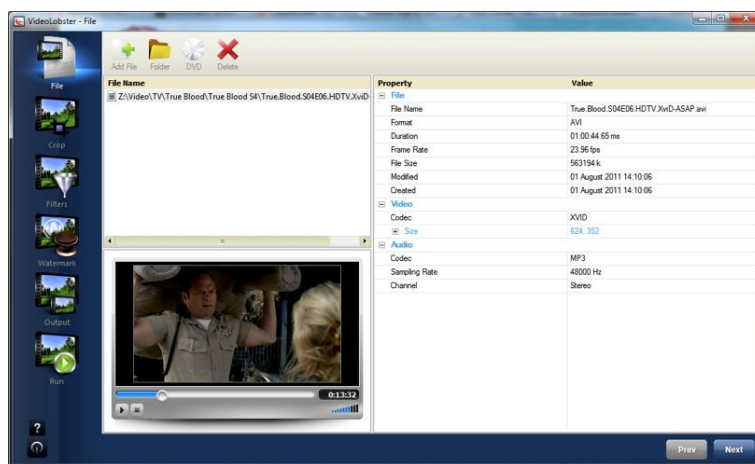 VideoLobster - File
Add File Folder DVD Delete
File
Crop
Filters
Watermark
Output
Run
File Name
Z:\Video\TV\True Blood\True Blood S4\True.Blood.S04E06.HDTV.XviD-
0:13:32
Property Value
File
File Name True.Blood.S04E06.HDTV.XviD-ASAP.avi
Format AVI
Duration 01:00:44.65 ms
Frame Rate 23.96 fps
File Size 563194 k
Modified 01 August 2011 14:10:06
Created 01 August 2011 14:10:06
Video
Codec XVID
Size 624, 352
Audio
Codec MP3
Sampling Rate 48000 Hz
Channel Stereo
?
Prev Next